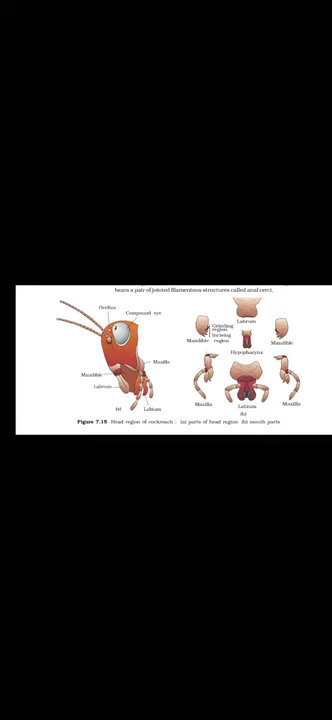 bears a pair of jointed filamentous structures called anal cerci.
Ocellus
Compound eye
Maxilla
Mandible
Labrum
Labium
(a)
Labrum
Grinding
region
Incising
region
Mandible
Mandible
Hypopharynx
Maxilla
Labium
Maxilla
(b)
Figure 7.15 Head region of cockroach : (a) parts of head region (b) mouth parts